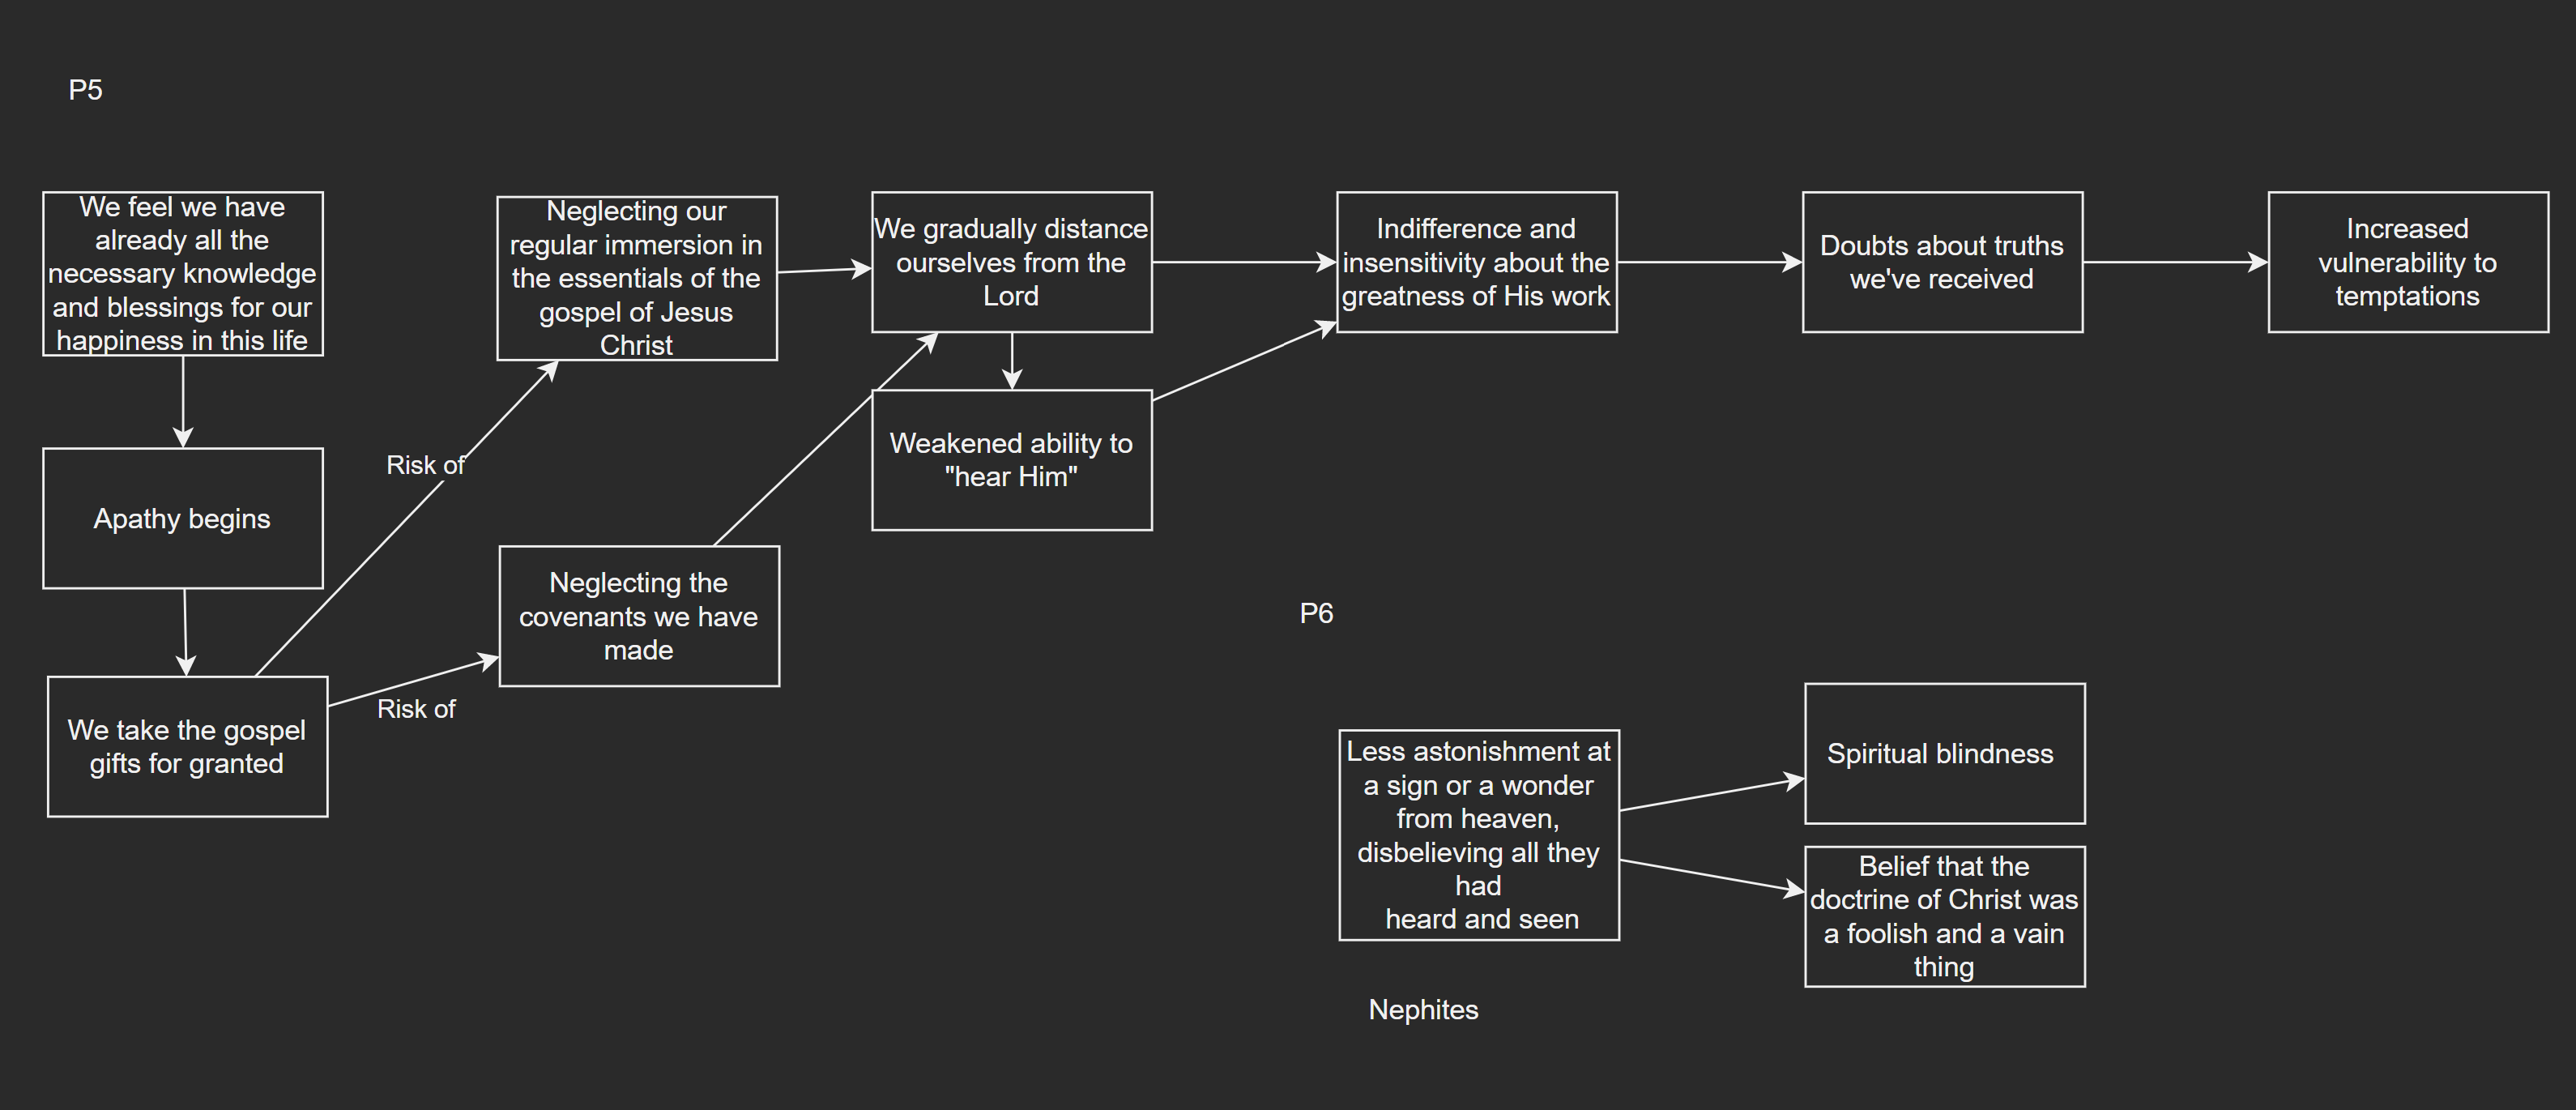 P5
We feel we have
already all the
necessary knowledge
and blessings for our
happiness in this life
Apathy begins
We take the gospel
gifts for granted
Risk of
Risk of
Neglecting our
regular immersion in
the essentials of the
gospel of Jesus
Christ
Neglecting the
covenants we have
made
We gradually distance
ourselves from the
Lord
Weakened ability to
"hear Him"
Indifference and
insensitivity about the
greatness of His work
Doubts about truths
we've received
Increased
vulnerability to
temptations
P6
Less astonishment at
a sign or a wonder
from heaven,
disbelieving all they
had
heard and seen
Spiritual blindness
Belief that the
doctrine of Christ was
a foolish and a vain
thing
Nephites